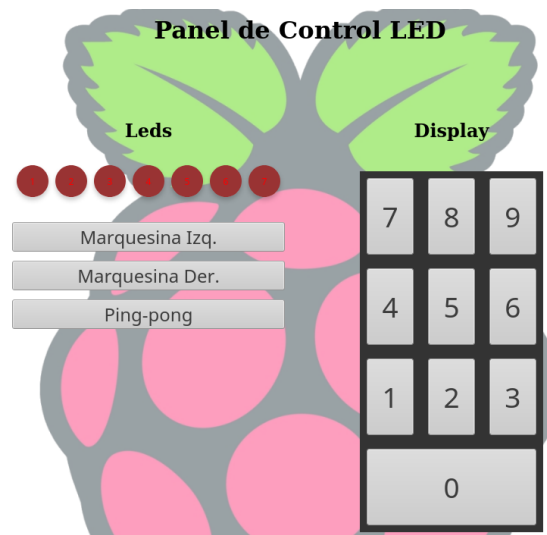 Panel de Control LED
Leds
Display
Marquesina Izq.
Marquesina Der.
Ping-pong
7 8 9
4 5 6
1 2 3
0